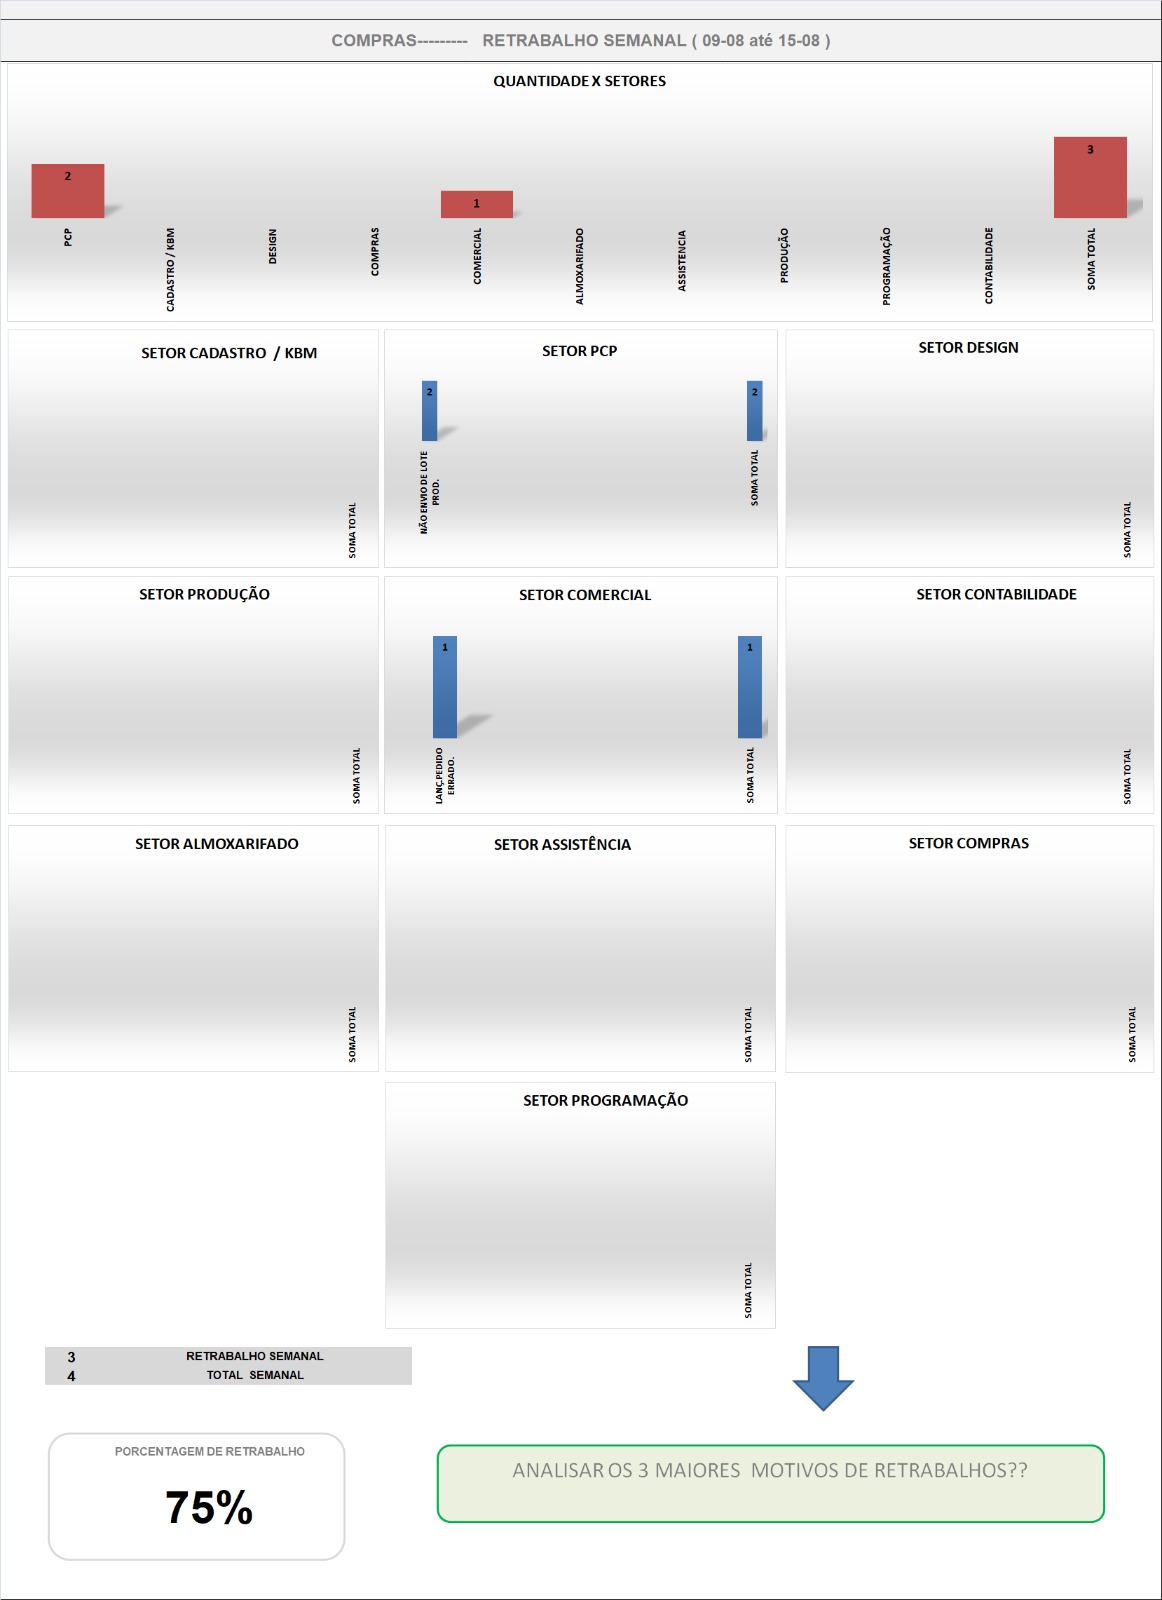 COMPRAS--------- RETRABALHO SEMANAL ( 09-08 até 15-08 )
QUANTIDADE X SETORES
2
1
3
PCP
CADASTRO / KBM
DESIGN
COMPRAS
COMERCIAL
ALMOXARIFADO
ASSISTENCIA
PRODUÇÃO
PROGRAMAÇÃO
CONTABILIDADE
SOMA TOTAL
SETOR CADASTRO / KBM
SOMA TOTAL
SETOR PCP
2
2
NÃO ENVIO DE LOTE
PROD.
SOMA TOTAL
SETOR DESIGN
SOMA TOTAL
SETOR PRODUÇÃO
SOMA TOTAL
SETOR COMERCIAL
1
1
LANÇ.PEDIDO
ERRADO.
SOMA TOTAL
SETOR CONTABILIDADE
SOMA TOTAL
SETOR ALMOXARIFADO
SOMA TOTAL
SETOR ASSISTÊNCIA
SOMA TOTAL
SETOR COMPRAS
SOMA TOTAL
SETOR PROGRAMAÇÃO
SOMA TOTAL
3 RETRABALHO SEMANAL
4 TOTAL SEMANAL
PORCENTAGEM DE RETRABALHO
75%
ANALISAR OS 3 MAIORES MOTIVOS DE RETRABALHOS??